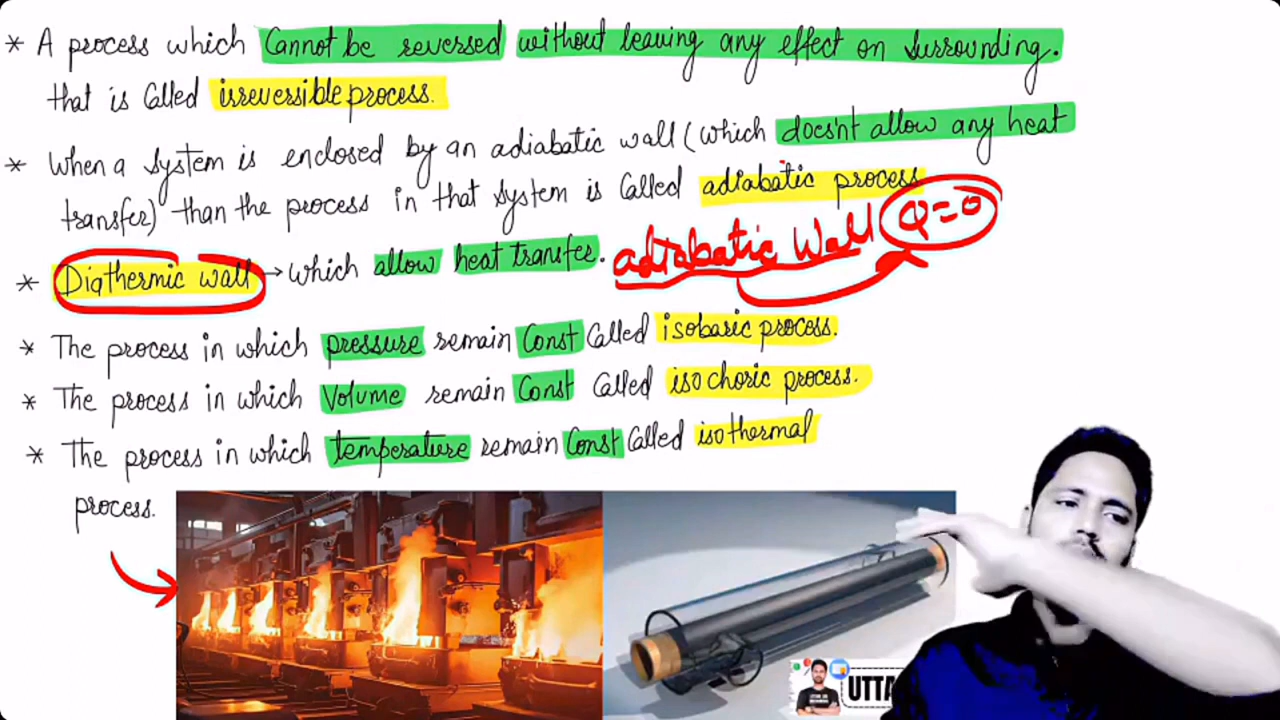 * A process which Cannot be reversed without leaving any effect on surrounding.
that is Called irreversible process.
* When a system is enclosed by an adiabatic wall (which does'nt allow any heat
transfer) than the process in that system is Called adiabatic process
adiabatic Wall Q=0
* Diathermic wall → which allow heat transfer.
* The process in which pressure remain Const Called isobaric process.
* The process in which Volume remain Const Called isochoric process.
* The process in which temperature remain Const Called isothermal
process.